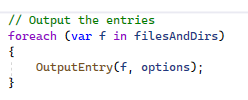 // Output the entries
foreach (var f in filesAndDirs)
{
    OutputEntry(f, options);
}